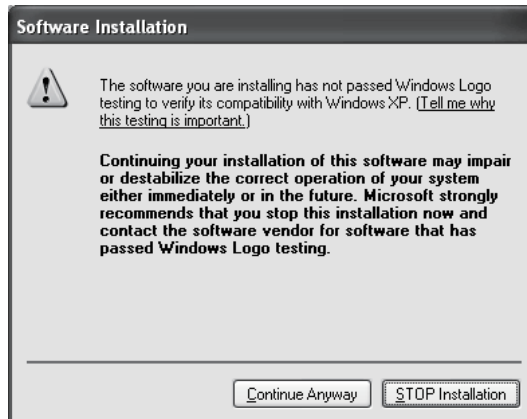 Software Installation
The software you are installing has not passed Windows Logo
testing to verify its compatibility with Windows XP. (Tell me why
this testing is important.)
Continuing your installation of this software may impair
or destabilize the correct operation of your system
either immediately or in the future. Microsoft strongly
recommends that you stop this installation now and
contact the software vendor for software that has
passed Windows Logo testing.
Continue Anyway
STOP Installation